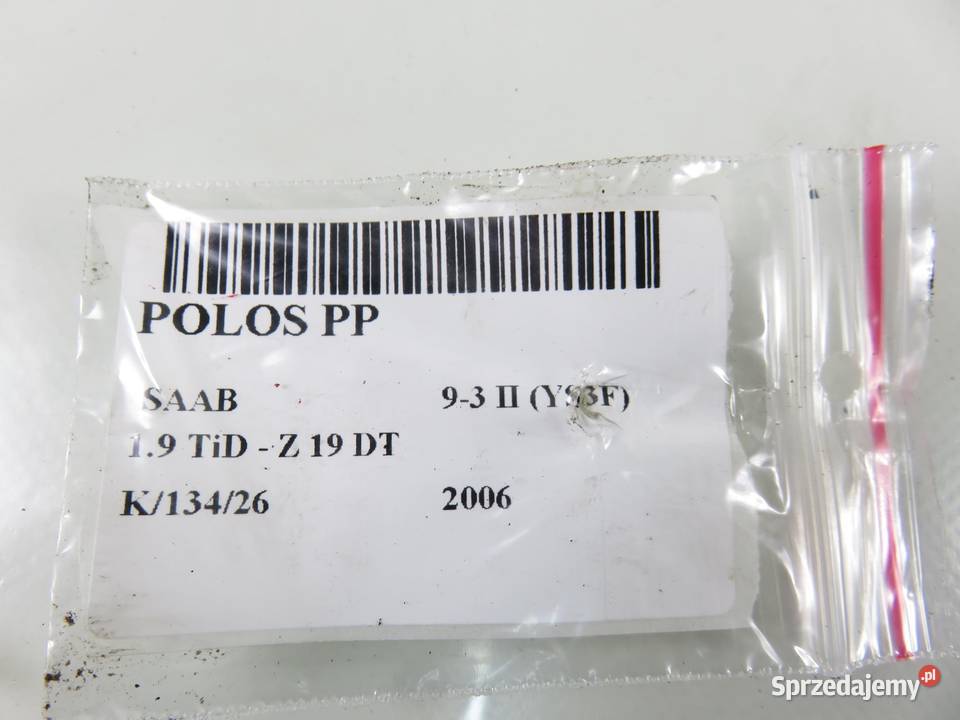 POLOS PP
SAAB 9-3 II (YS3F)
1.9 TiD - Z 19 DT
K/134/26 2006
Sprzedajemy.pl